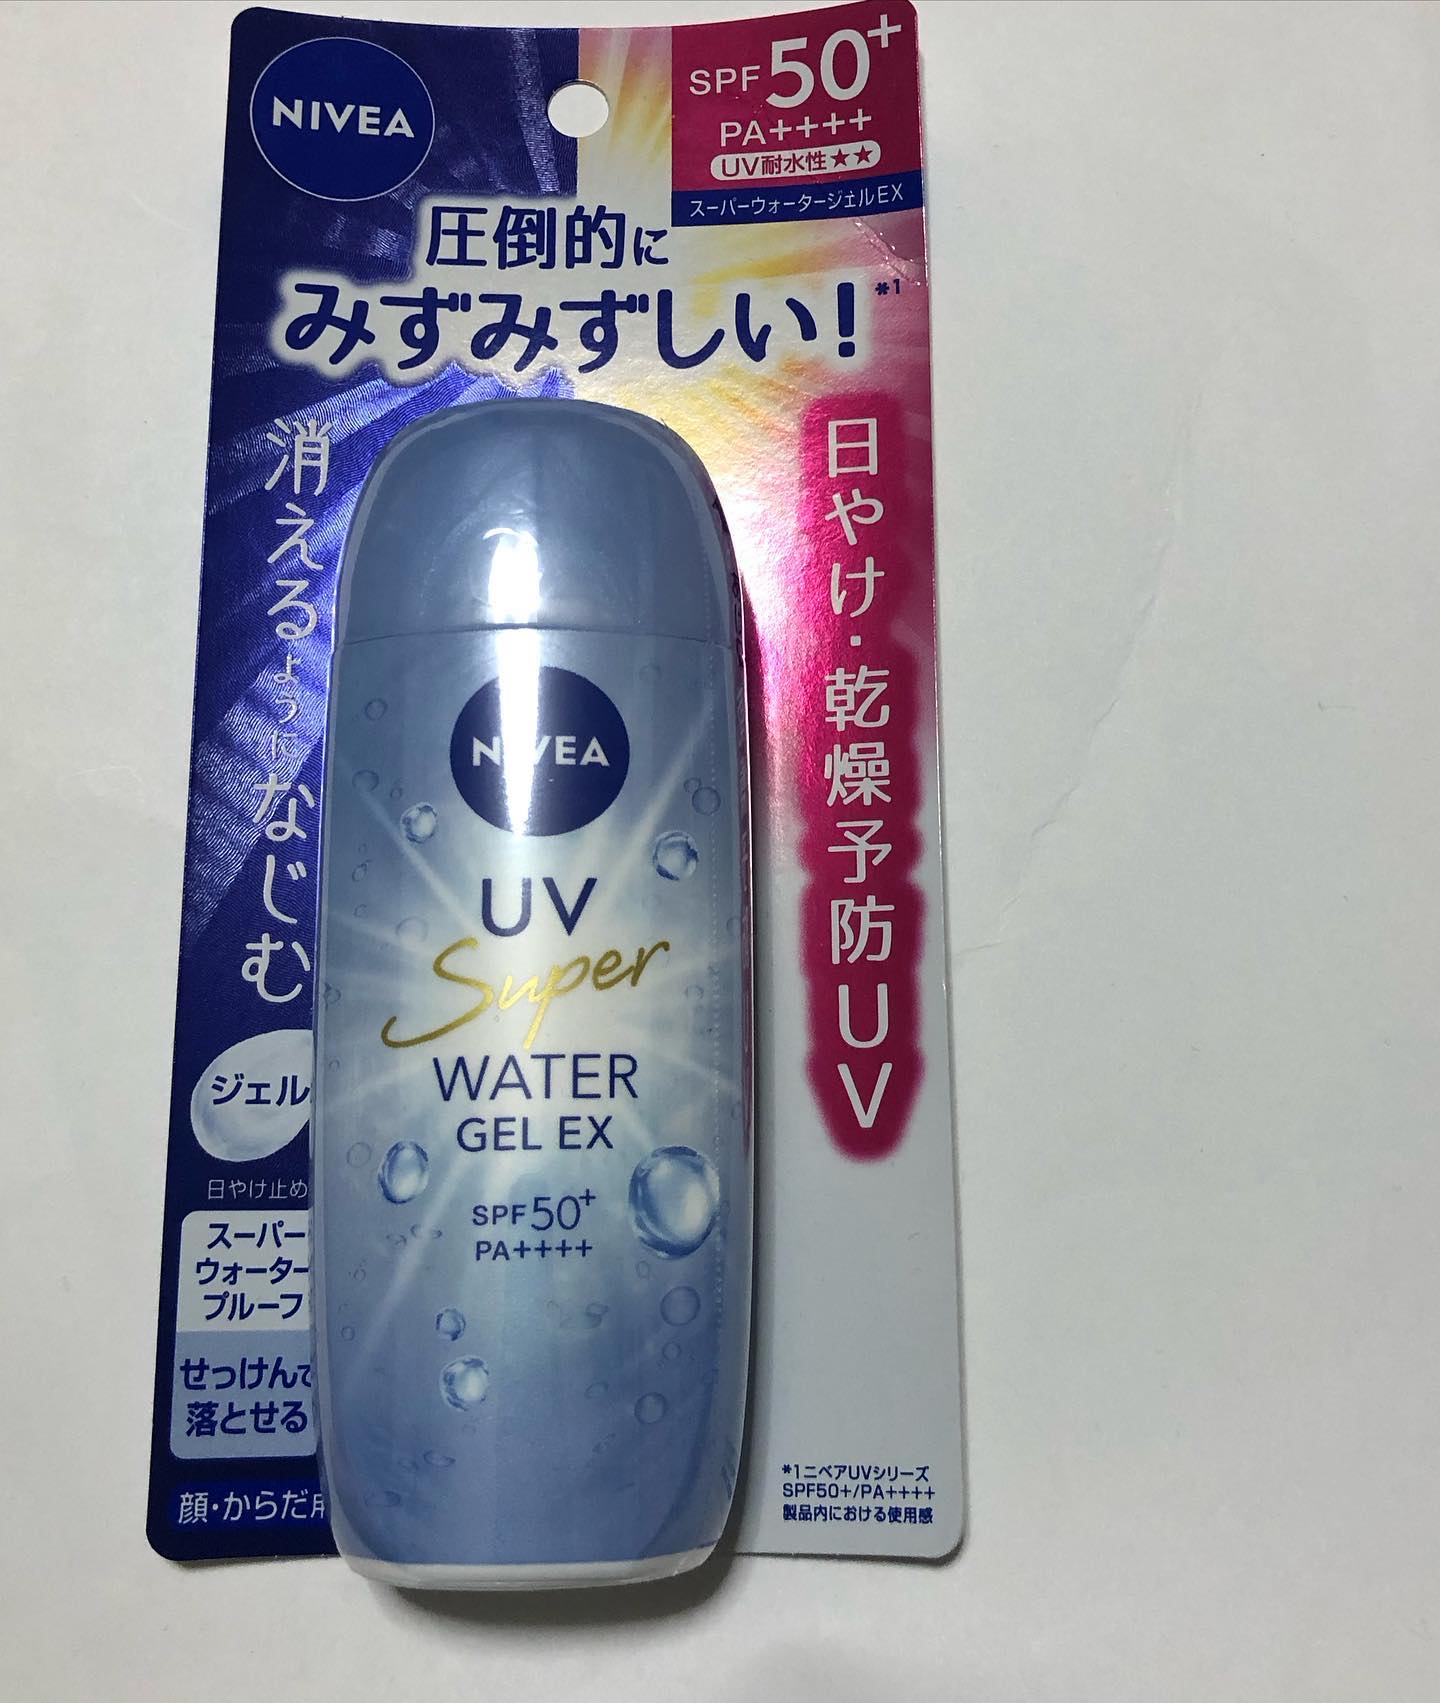 NIVEA
SPF50+
PA++++
UV耐水性★★
スーパーウォータージェルEX
圧倒的に
みずみずしい!*1
消えるようになじむ
日やけ・乾燥予防UV
ジェル
日やけ止め
スーパー
ウォーター
プルーフ
せっけんで
落とせる
顔・からだ用
NIVEA
UV
Super
WATER
GEL EX
SPF50+
PA++++
*1ニベアUVシリーズ
SPF50+/PA++++
製品内における使用感